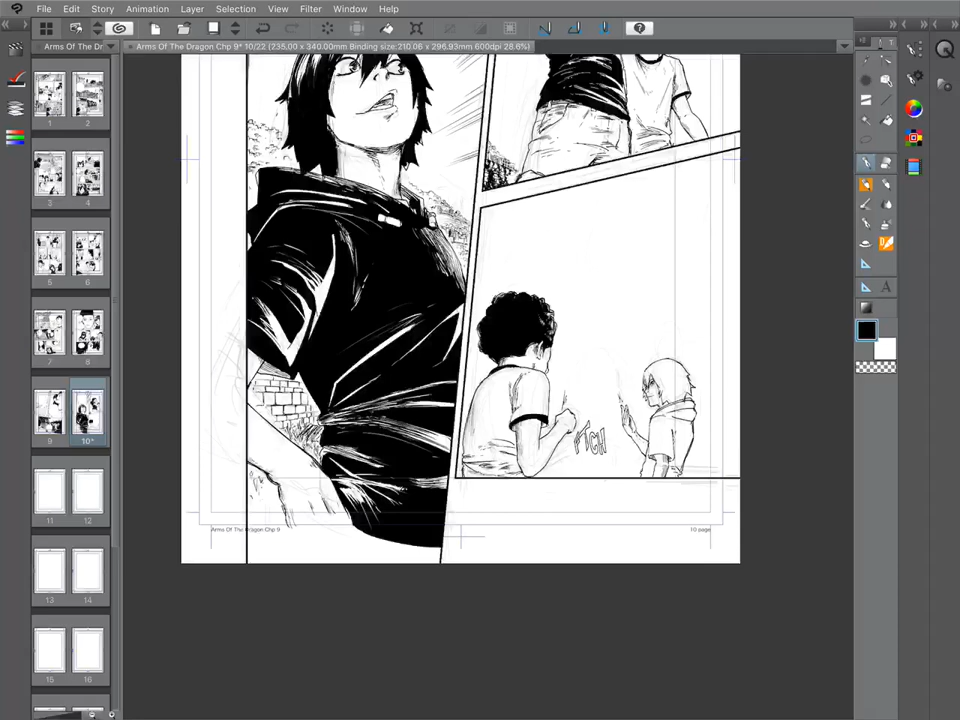 File Edit Story Animation Layer Selection View Filter Window Help
Arms Of The Dr
Arms Of The Dragon Chp 9* 10/22 (235.00 x 340.00mm Binding size:210.06 x 296.93mm 600dpi 28.6%)
1 2
3 4
5 6
7 8
9 10*
11 12
13 14
15 16
FTCH
Arms Of The Dragon Chp 9
10 page